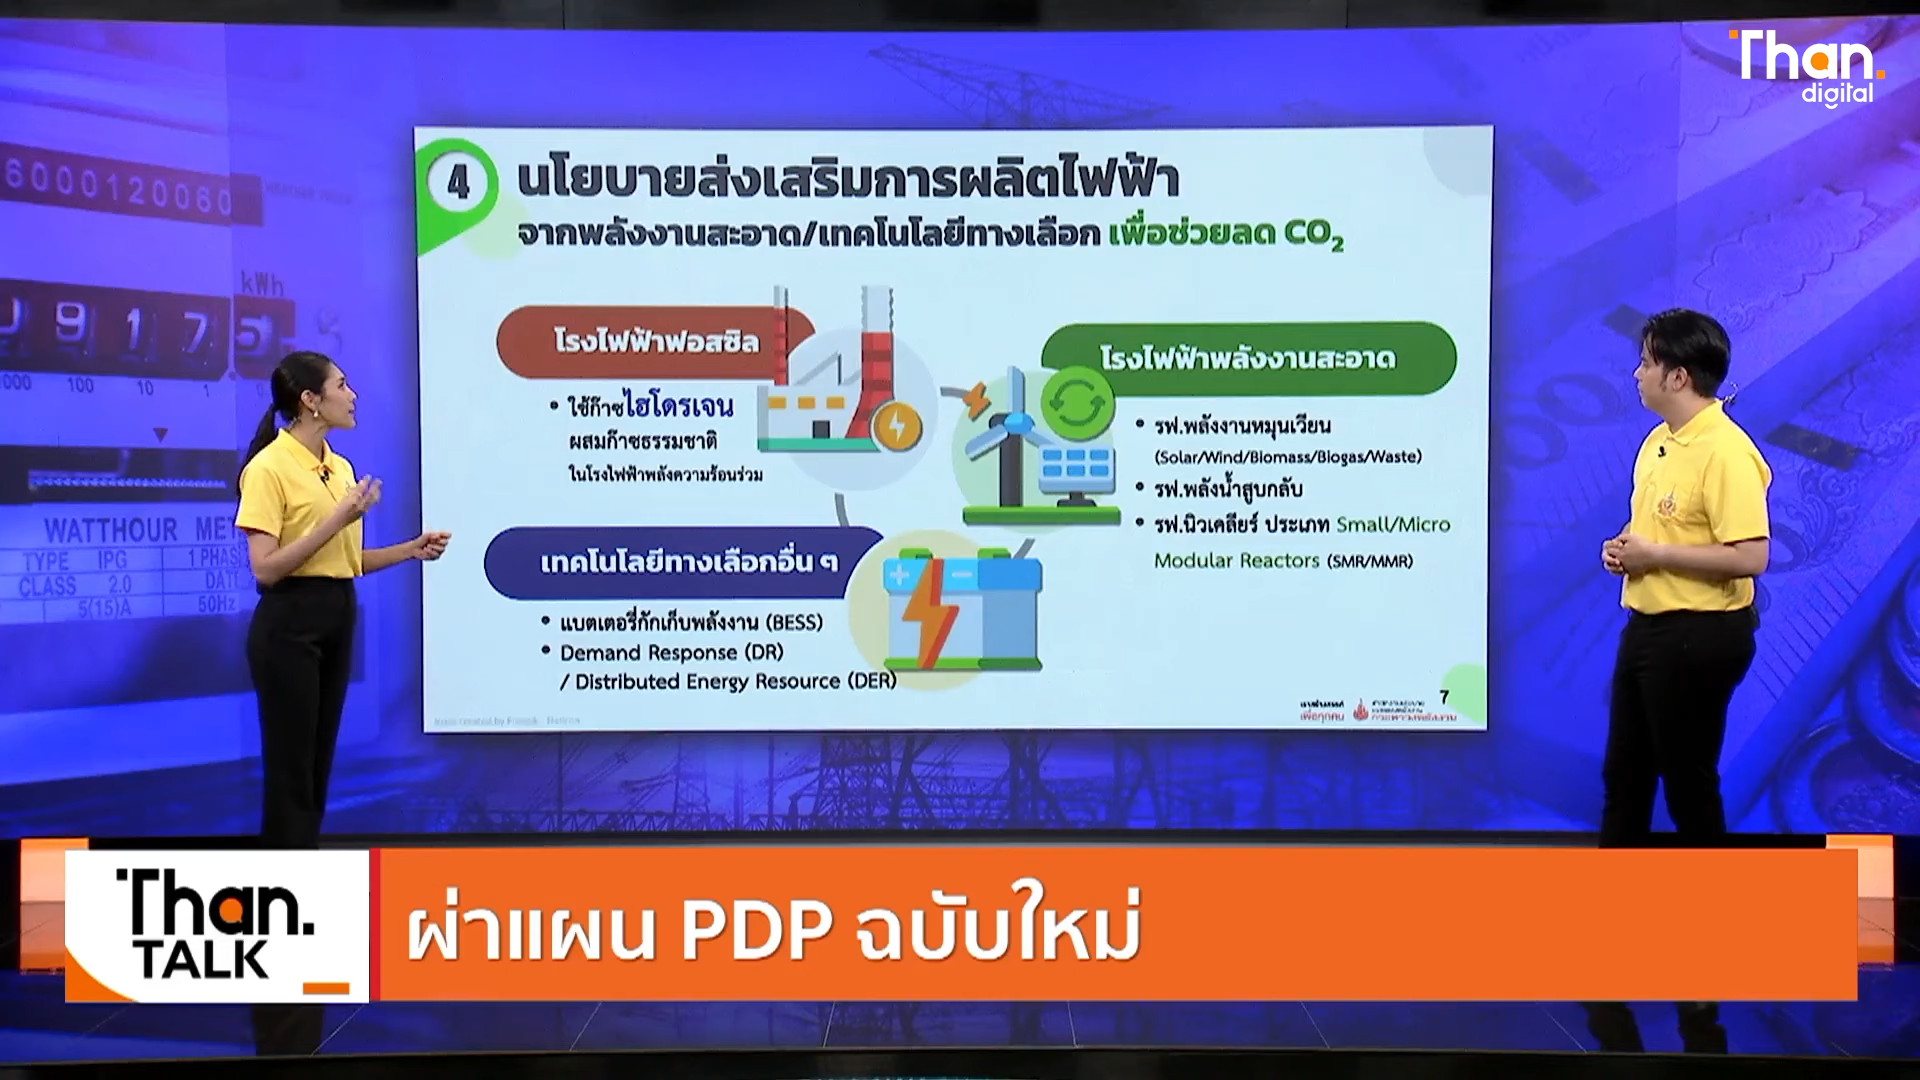 Than.
digital
4
นโยบายส่งเสริมการผลิตไฟฟ้า
จากพลังงานสะอาด/เทคโนโลยีทางเลือก เพื่อช่วยลด CO₂
โรงไฟฟ้าฟอสซิล
• ใช้ก๊าซไฮโดรเจน
ผสมก๊าซธรรมชาติ
ในโรงไฟฟ้าพลังความร้อนร่วม
โรงไฟฟ้าพลังงานสะอาด
• รฟ.พลังงานหมุนเวียน
(Solar/Wind/Biomass/Biogas/Waste)
• รฟ.พลังน้ำสูบกลับ
• รฟ.นิวเคลียร์ ประเภท Small/Micro
Modular Reactors (SMR/MMR)
เทคโนโลยีทางเลือกอื่น ๆ
• แบตเตอรี่กักเก็บพลังงาน (BESS)
• Demand Response (DR)
/ Distributed Energy Resource (DER)
เพื่อทุกคน
7
6000120060
kWh
9175
000 100 10 1
WATTHOUR MET
TYPE IPG 1 PHAS
CLASS 2.0
5(15)A 50Hz
Than.
TALK
ผ่าแผน PDP ฉบับใหม่